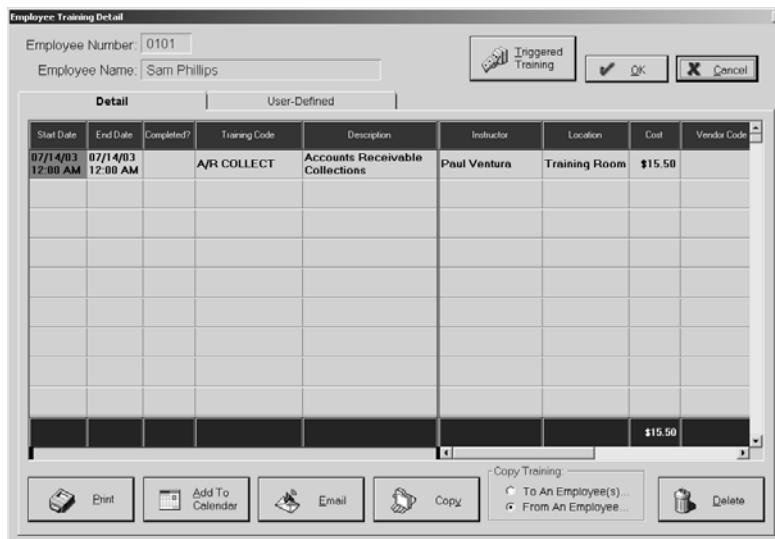 Employee Training Detail
Employee Number: 0101
Employee Name: Sam Phillips
Triggered
Training
OK
Cancel
Detail User-Defined
Start Date End Date Completed? Training Code Description Instructor Location Cost Vendor Code
07/14/03 07/14/03 A/R COLLECT Accounts Receivable Paul Ventura Training Room $15.50
12:00 AM 12:00 AM Collections
$15.50
Copy Training:
Print
Add To
Calendar
Email
Copy
To An Employee(s)...
From An Employee...
Delete